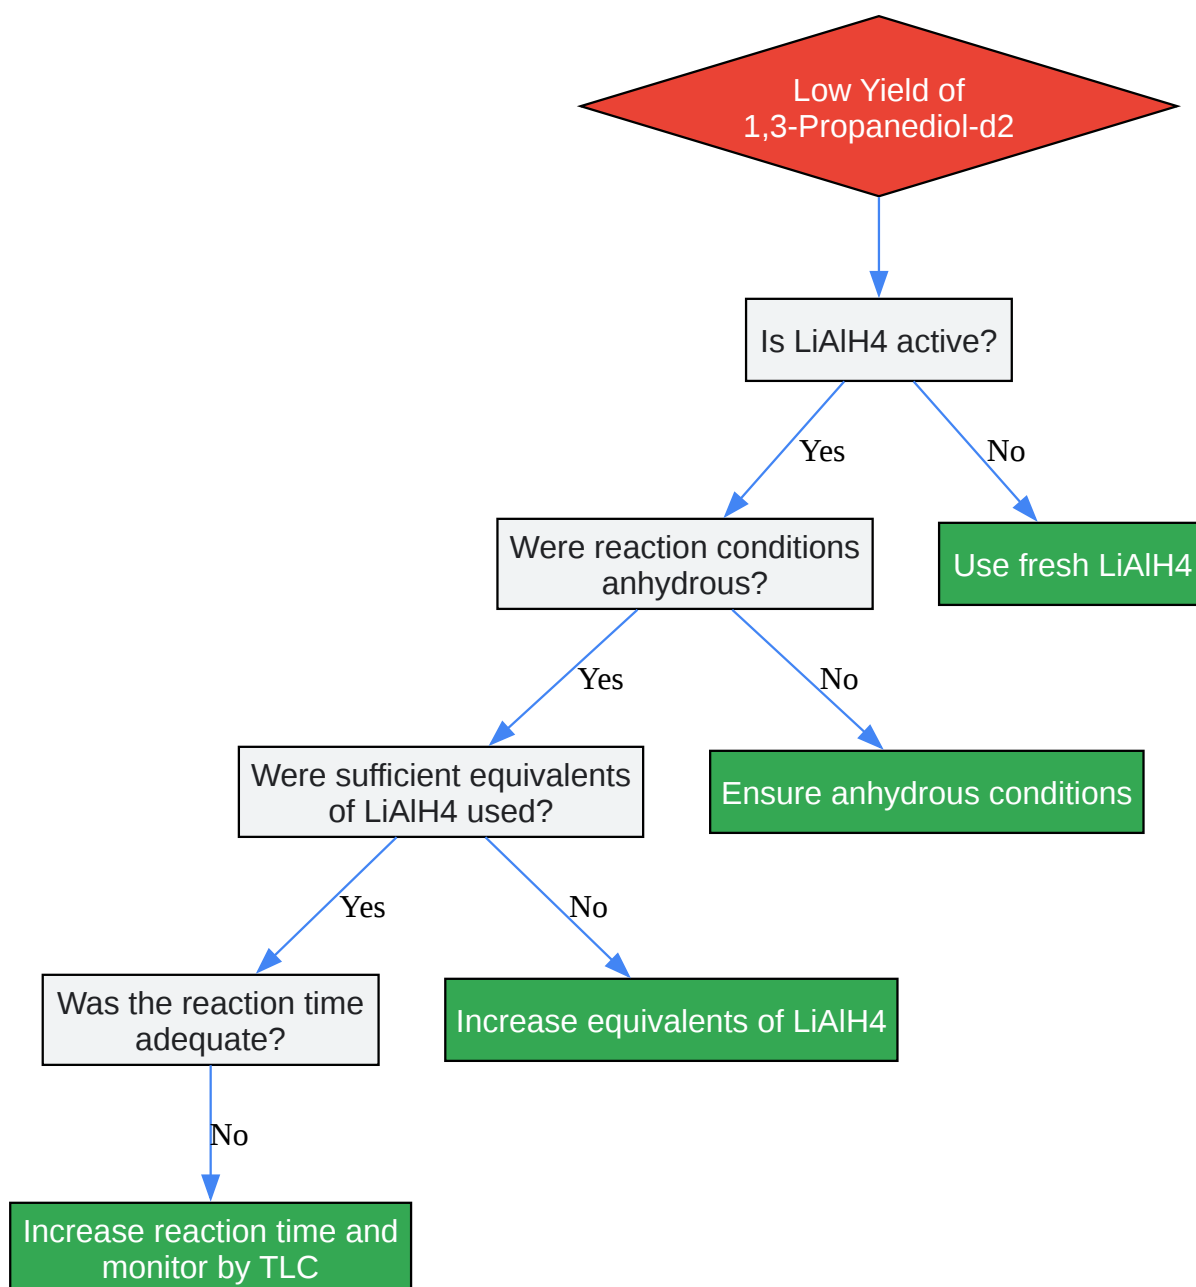 Low Yield of
1,3-Propanediol-d2
Is LiAlH4 active?
Yes
No
Were reaction conditions
anhydrous?
Use fresh LiAlH4
Yes
No
Were sufficient equivalents
of LiAlH4 used?
Ensure anhydrous conditions
Yes
No
Was the reaction time
adequate?
Increase equivalents of LiAlH4
No
Increase reaction time and
monitor by TLC